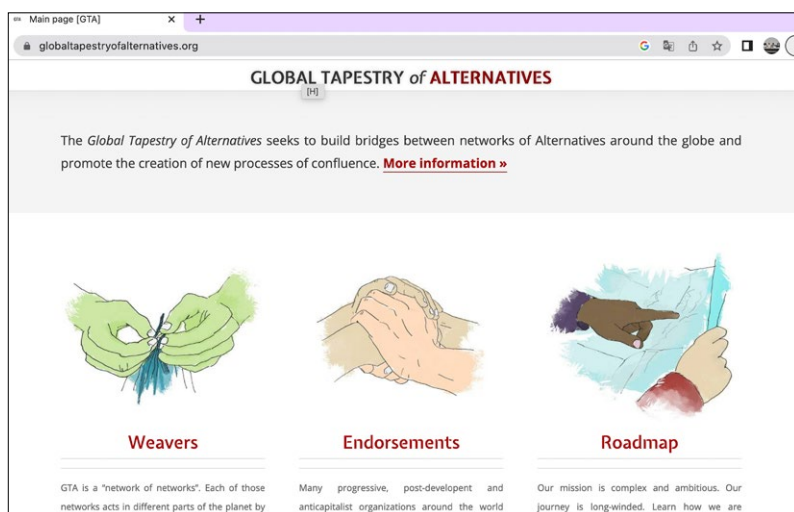 Main page [GTA]
globaltapestryofalternatives.org
GLOBAL TAPESTRY of ALTERNATIVES
[H]
The Global Tapestry of Alternatives seeks to build bridges between networks of Alternatives around the globe and
promote the creation of new processes of confluence. More information »
Weavers
Endorsements
Roadmap
GTA is a "network of networks". Each of those
networks acts in different parts of the planet by
Many progressive, post-developent and
anticapitalist organizations around the world
Our mission is complex and ambitious. Our
journey is long-winded. Learn how we are